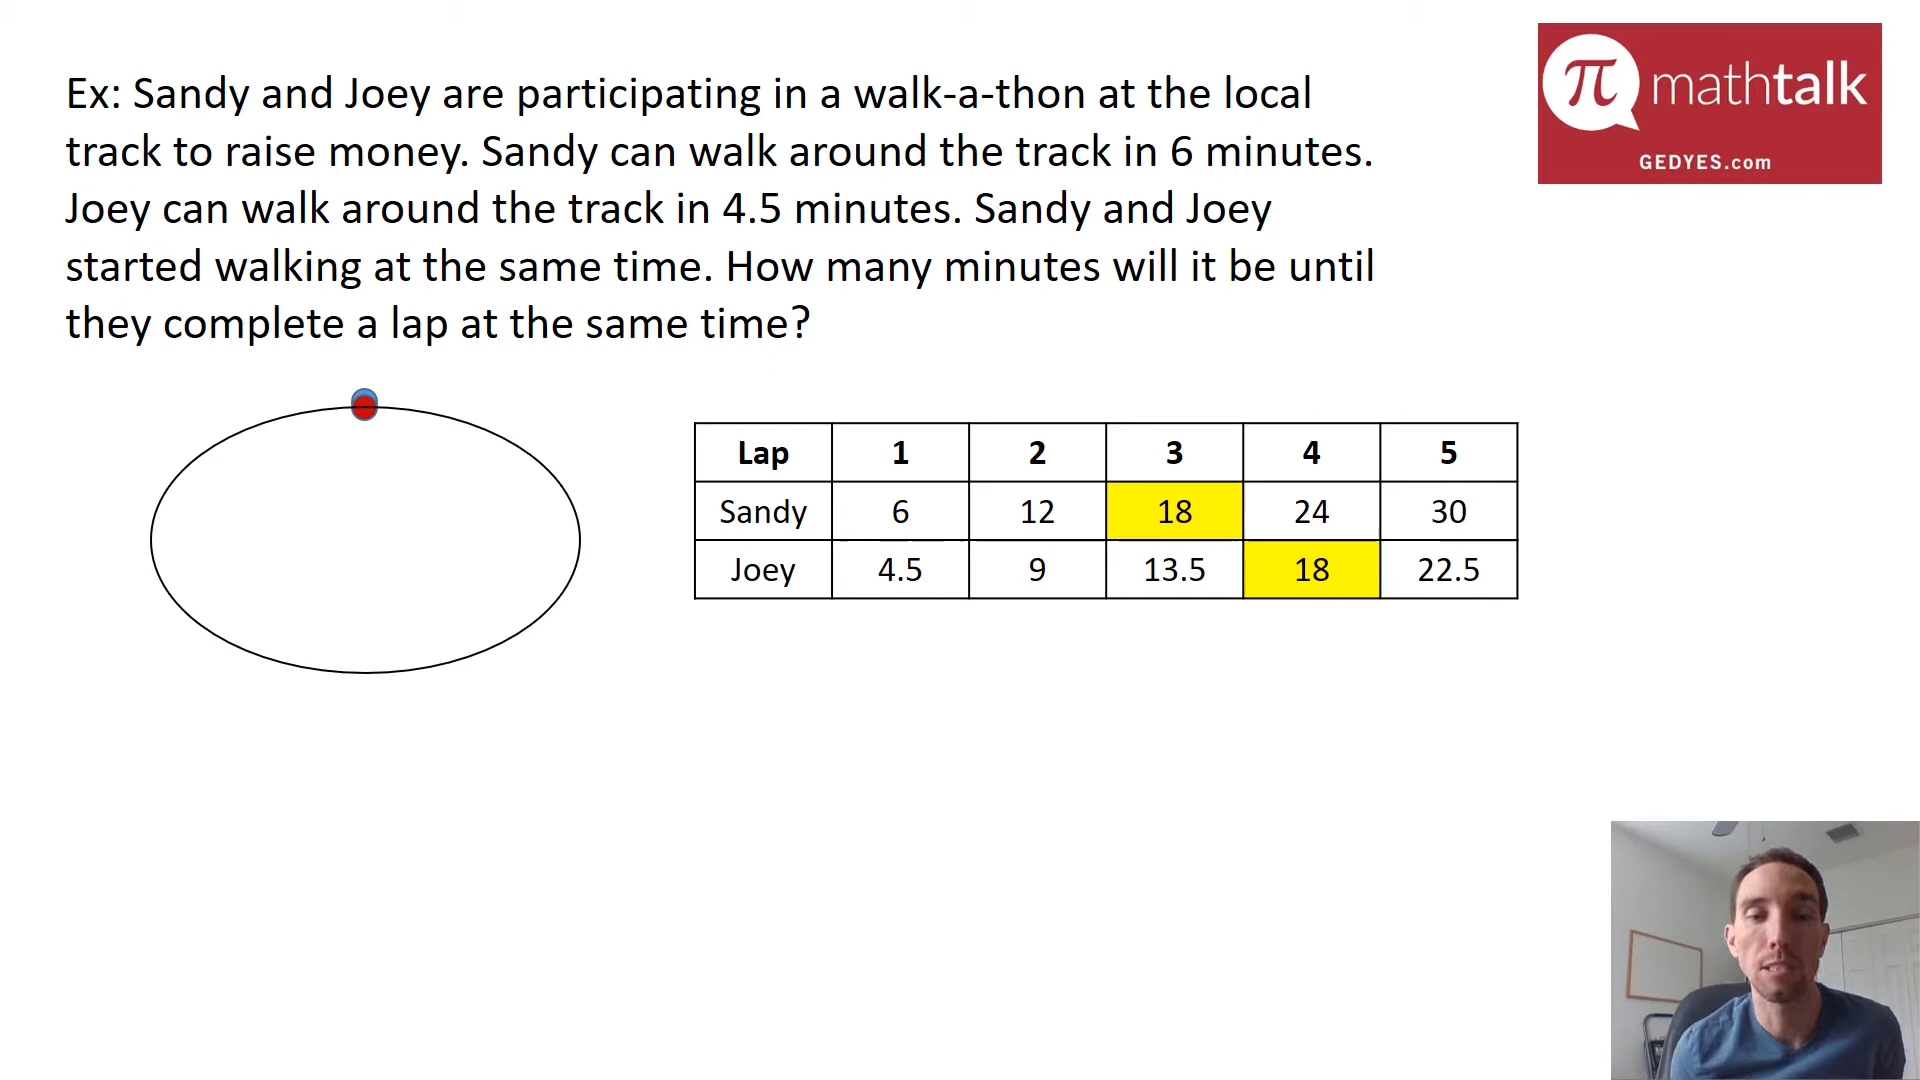 Ex: Sandy and Joey are participating in a walk-a-thon at the local
track to raise money. Sandy can walk around the track in 6 minutes.
Joey can walk around the track in 4.5 minutes. Sandy and Joey
started walking at the same time. How many minutes will it be until
they complete a lap at the same time?
π mathtalk
GEDYES.com
Lap 1 2 3 4 5
Sandy 6 12 18 24 30
Joey 4.5 9 13.5 18 22.5